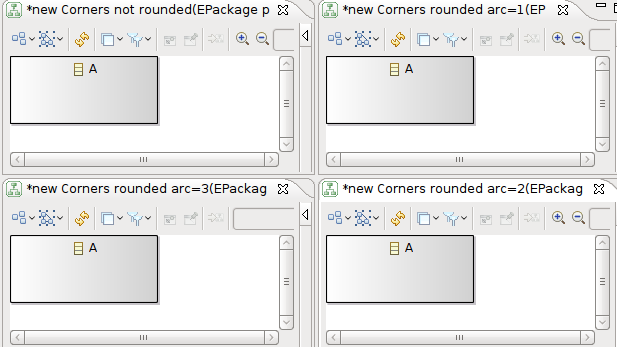 *new Corners not rounded(EPackage p
A
*new Corners rounded arc=1(EP
A
*new Corners rounded arc=3(EPackag
A
*new Corners rounded arc=2(EPackag
A